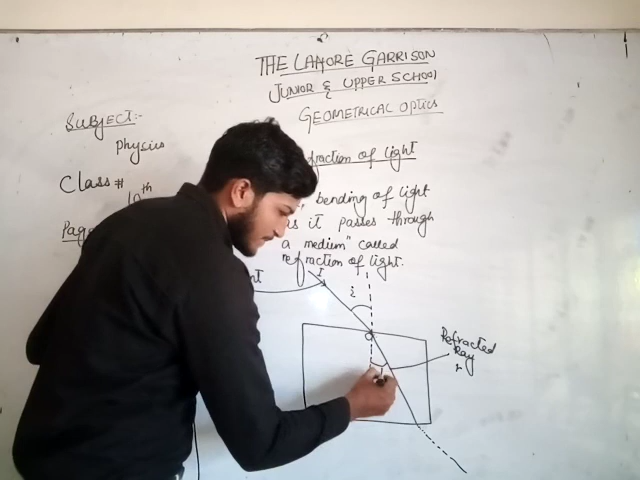 THE LAHORE GARRISON
JUNIOR & UPPER SCHOOL
GEOMETRICAL OPTICS
Subject:-
Physics
fraction of light
Class #
10th
bending of light
as it passes through
Page
a medium" called
refraction of light.
I
i
O
Refracted
Ray
r